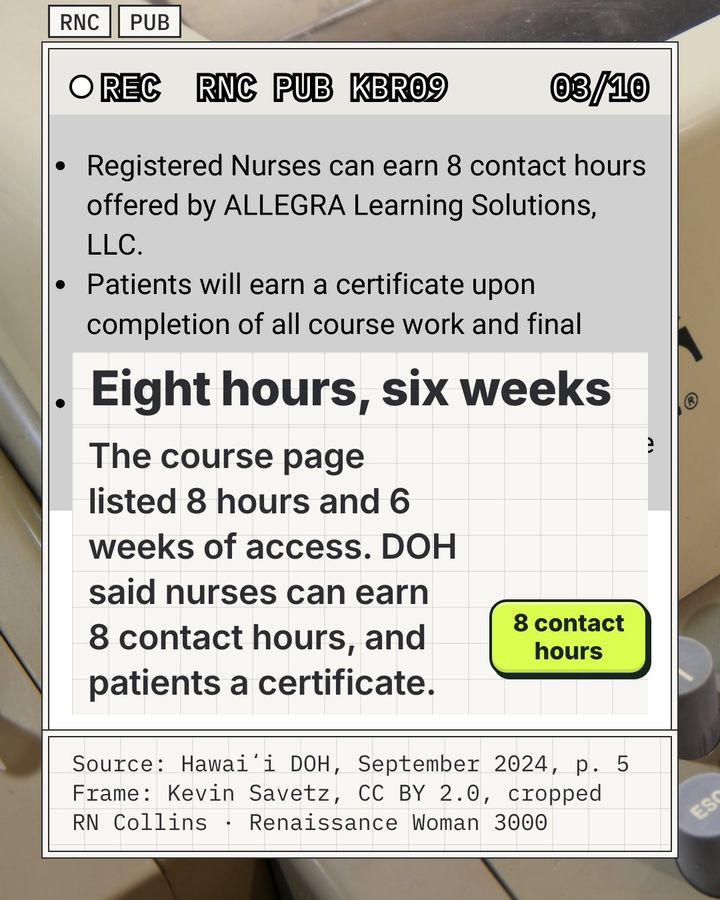 RNC PUB
REC RNC PUB KBR09 03/10
• Registered Nurses can earn 8 contact hours
offered by ALLEGRA Learning Solutions,
LLC.
• Patients will earn a certificate upon
completion of all course work and final
•
Eight hours, six weeks
The course page
listed 8 hours and 6
weeks of access. DOH
said nurses can earn
8 contact hours, and
patients a certificate.
8 contact
hours
Source: Hawaiʻi DOH, September 2024, p. 5
Frame: Kevin Savetz, CC BY 2.0, cropped
RN Collins · Renaissance Woman 3000
ESC